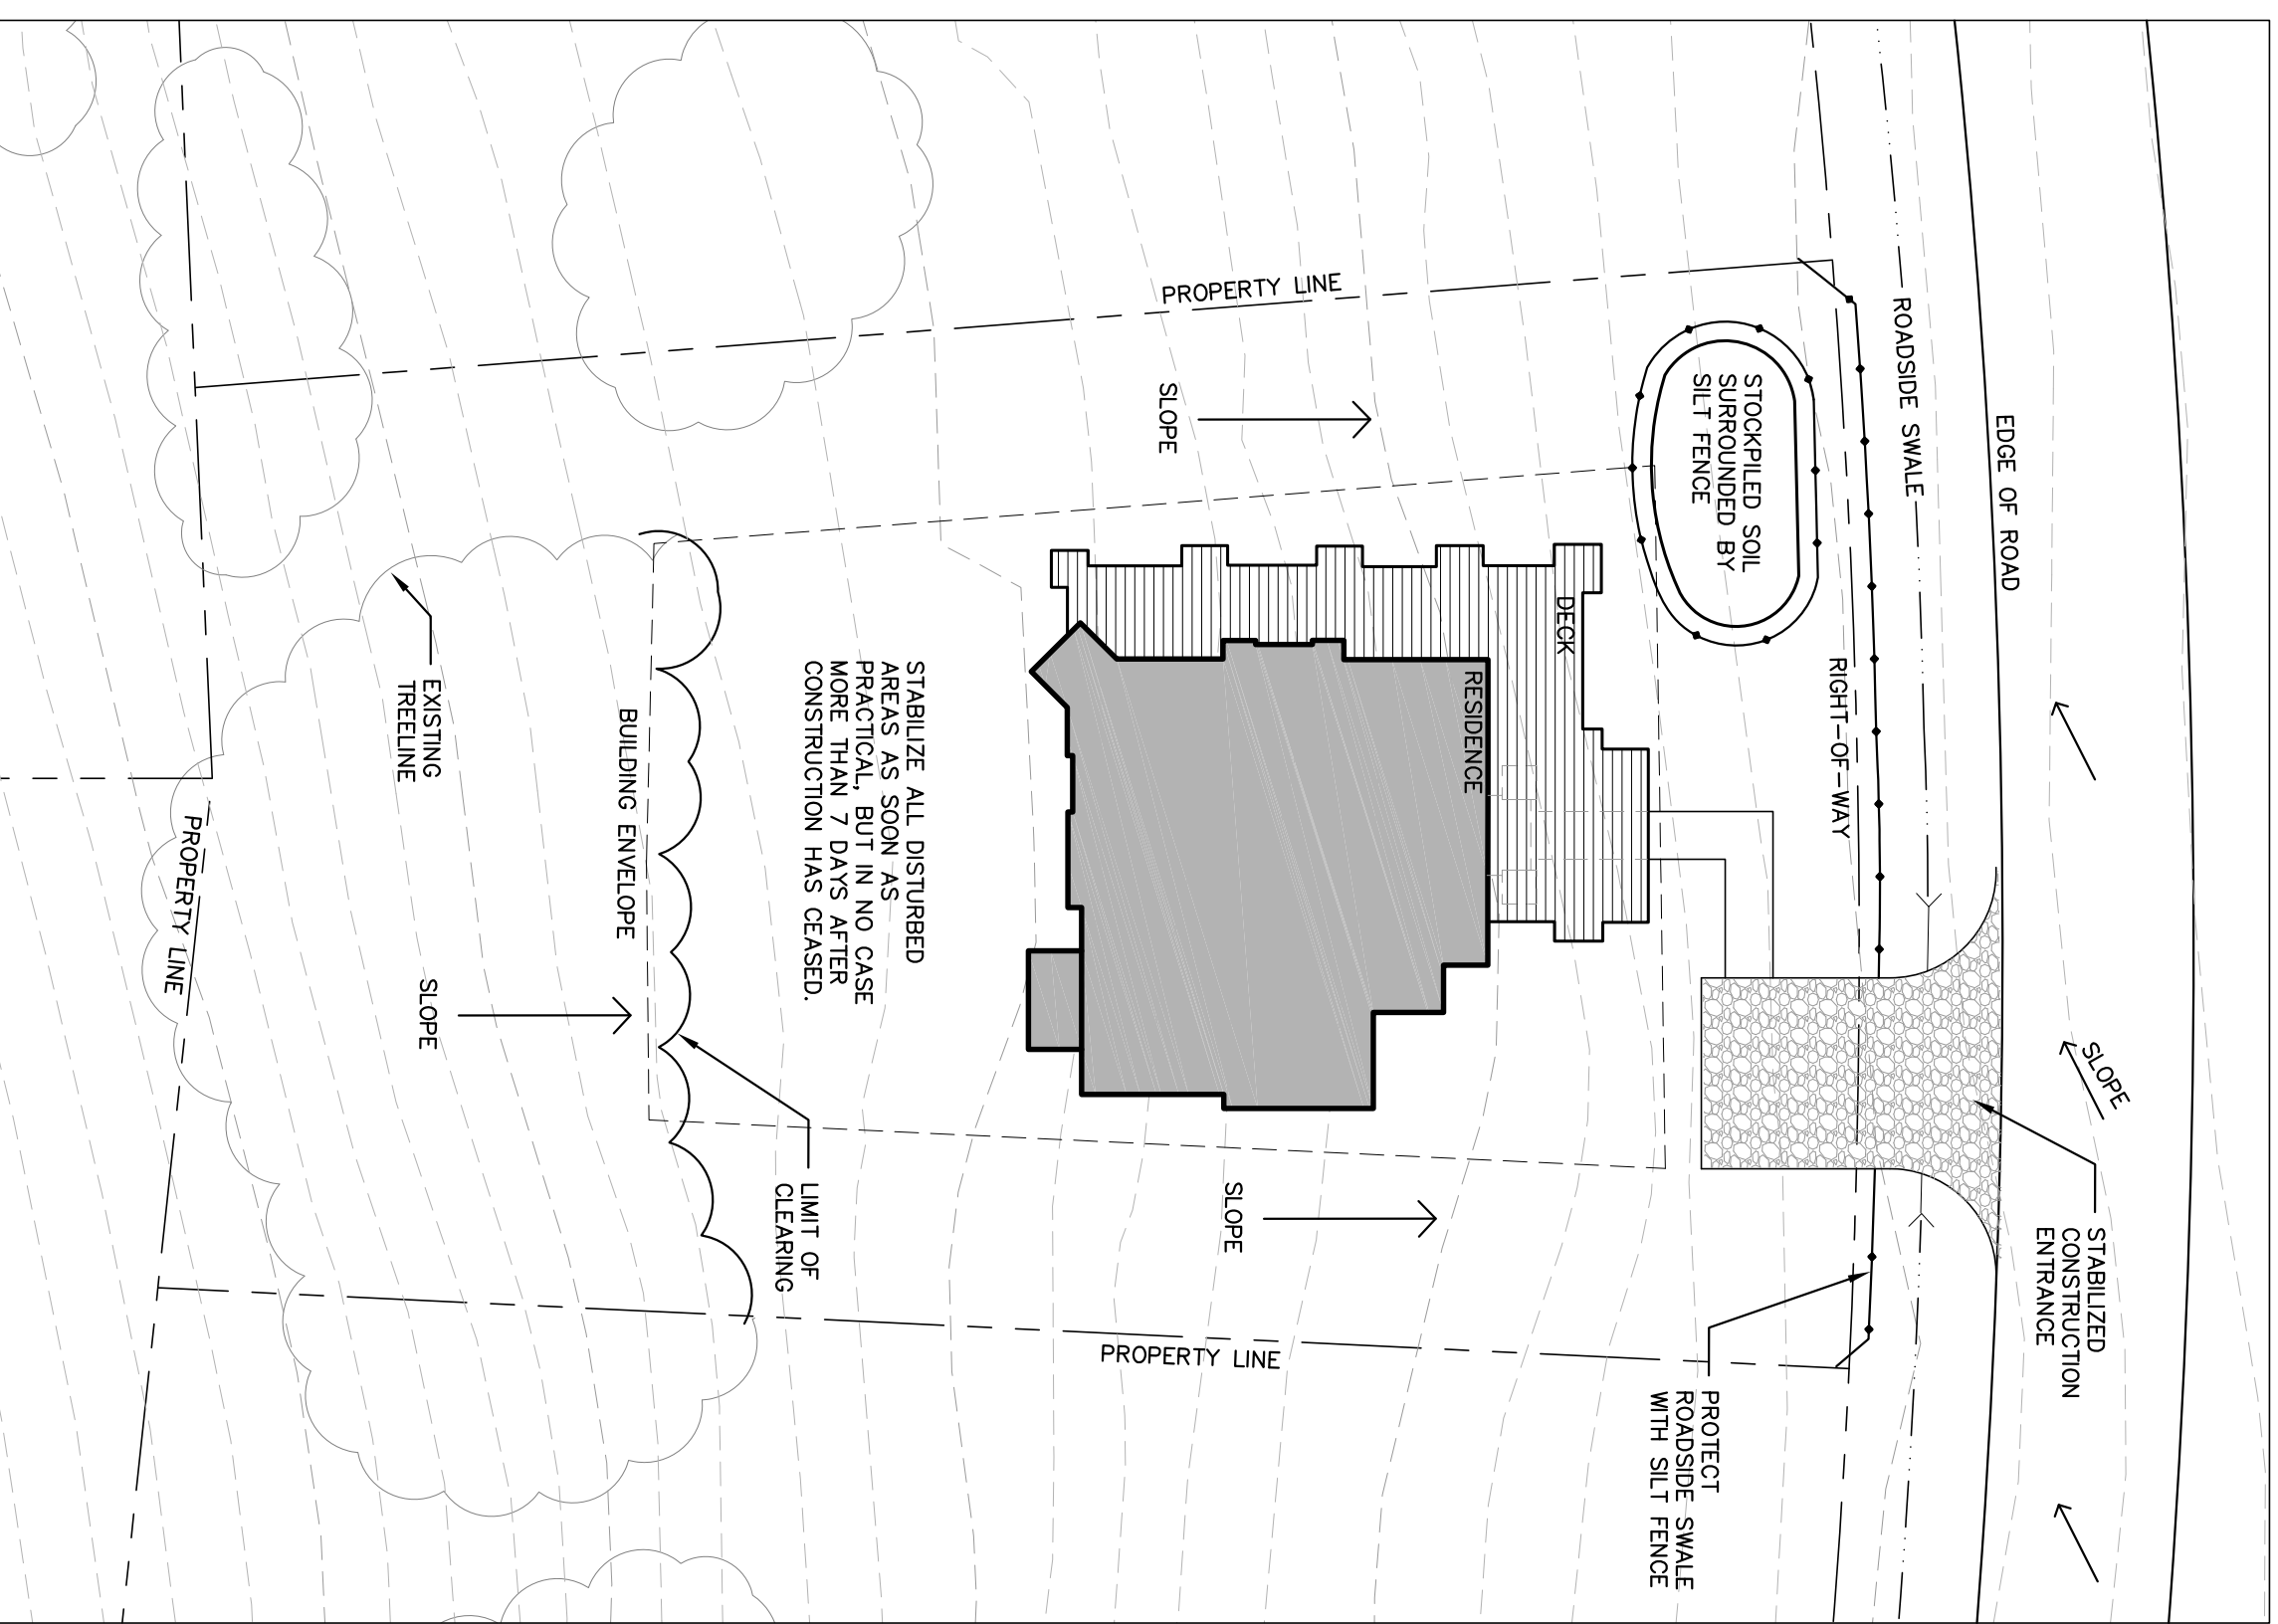 EDGE OF ROAD
ROADSIDE SWALE
RIGHT-OF-WAY
STOCKPILED SOIL
SURROUNDED BY
SILT FENCE
PROPERTY LINE
SLOPE
DECK
RESIDENCE
SLOPE
STABILIZED
CONSTRUCTION
ENTRANCE
PROTECT
ROADSIDE SWALE
WITH SILT FENCE
SLOPE
PROPERTY LINE
STABILIZE ALL DISTURBED
AREAS AS SOON AS
PRACTICAL, BUT IN NO CASE
MORE THAN 7 DAYS AFTER
CONSTRUCTION HAS CEASED.
LIMIT OF
CLEARING
BUILDING ENVELOPE
EXISTING
TREELINE
SLOPE
PROPERTY LINE